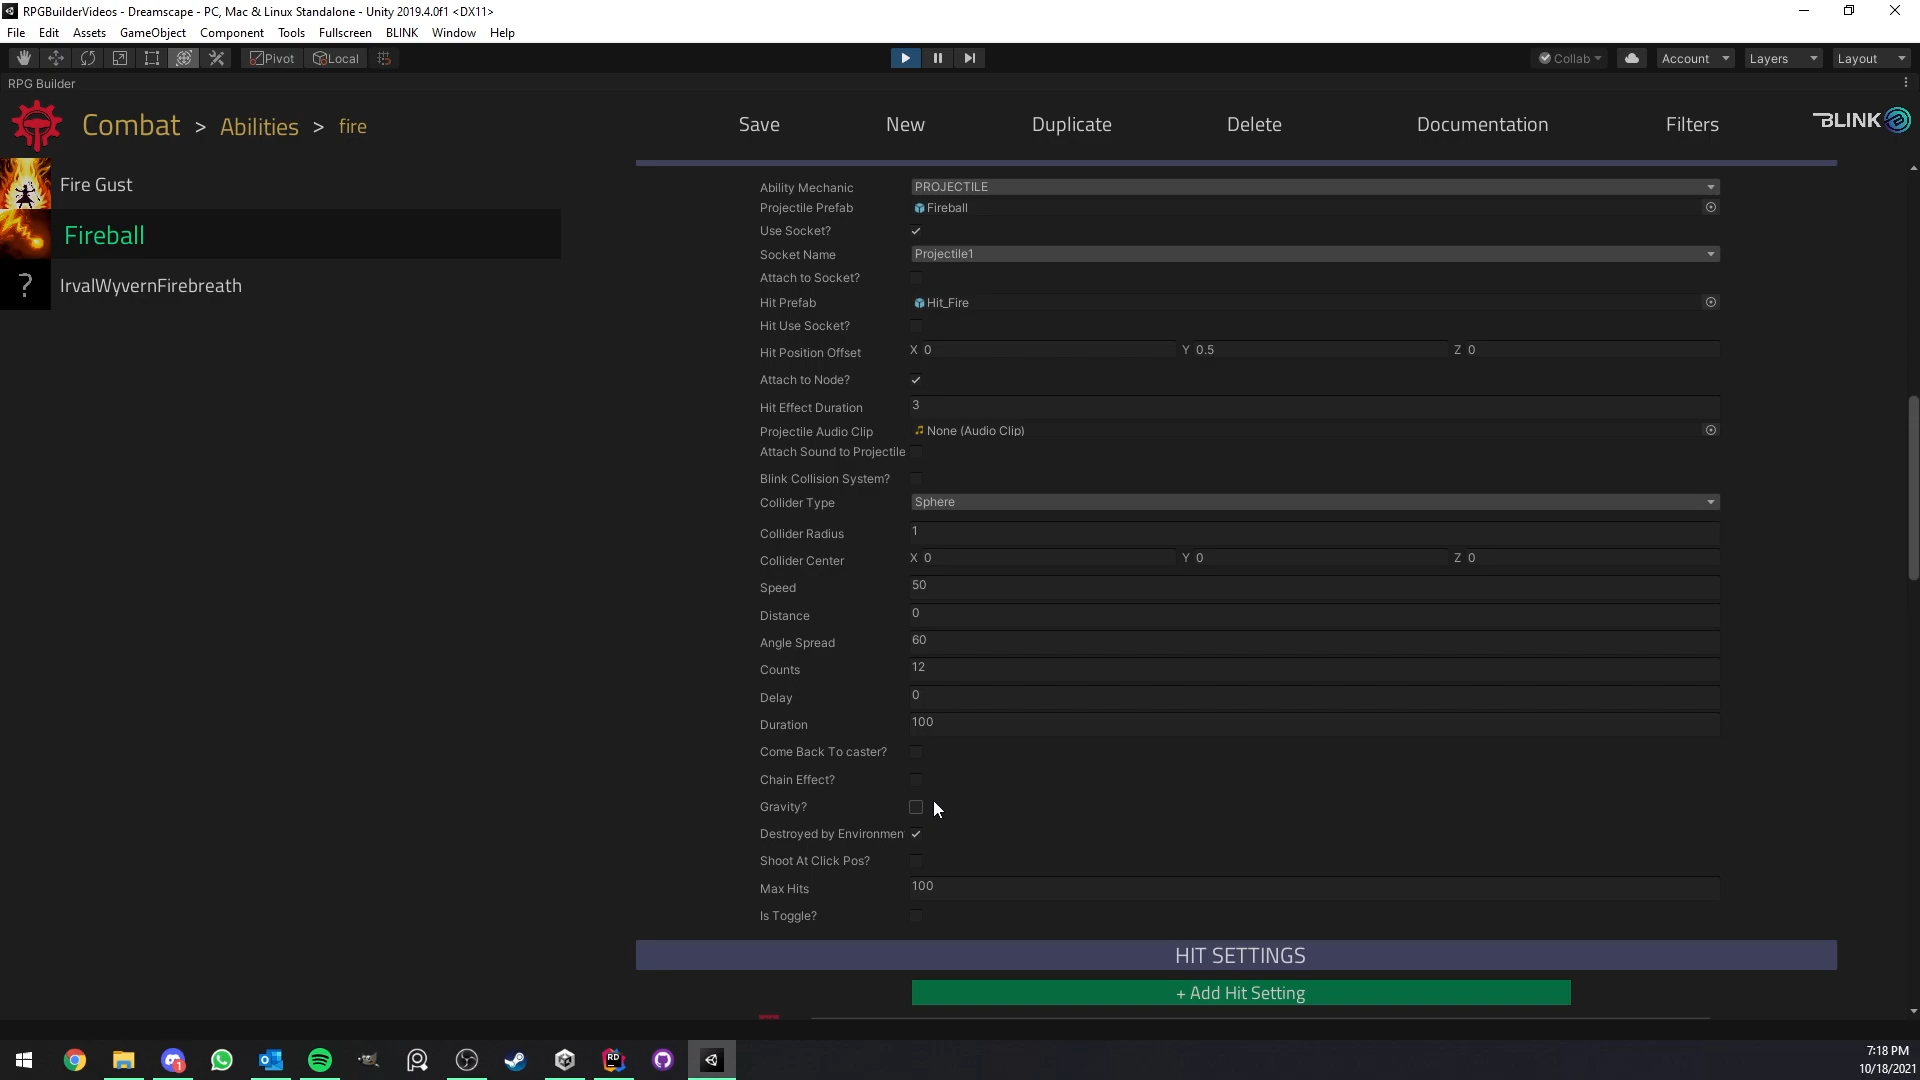 RPGBuilderVideos - Dreamscape - PC, Mac & Linux Standalone - Unity 2019.4.0f1 <DX11>
File Edit Assets GameObject Component Tools Fullscreen BLINK Window Help
Pivot Local Collab Account Layers Layout
RPG Builder
Combat > Abilities > fire Save New Duplicate Delete Documentation Filters BLINK
Fire Gust
Fireball
? IrvalWyvernFirebreath
Ability Mechanic PROJECTILE
Projectile Prefab Fireball
Use Socket?
Socket Name Projectile1
Attach to Socket?
Hit Prefab Hit_Fire
Hit Use Socket?
Hit Position Offset X 0 Y 0.5 Z 0
Attach to Node?
Hit Effect Duration 3
Projectile Audio Clip None (Audio Clip)
Attach Sound to Projectile
Blink Collision System?
Collider Type Sphere
Collider Radius 1
Collider Center X 0 Y 0 Z 0
Speed 50
Distance 0
Angle Spread 60
Counts 12
Delay 0
Duration 100
Come Back To caster?
Chain Effect?
Gravity?
Destroyed by Environmen
Shoot At Click Pos?
Max Hits 100
Is Toggle?
HIT SETTINGS
+ Add Hit Setting
1
RD
7:18 PM
10/18/2021